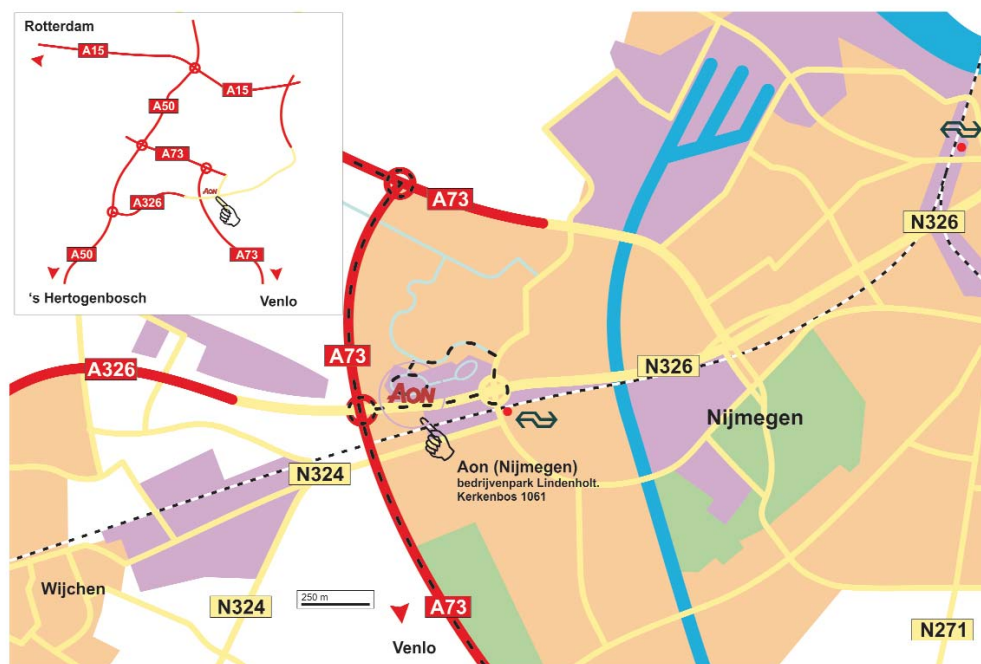 Rotterdam
A15
A15
A50
A73
A326
AON
A50
A73
's Hertogenbosch
Venlo
A73
N326
A73
A326
N326
AON
Nijmegen
N324
Aon (Nijmegen)
bedrijvenpark Lindenholt.
Kerkenbos 1061
Wijchen
N324
250 m
A73
Venlo
N271